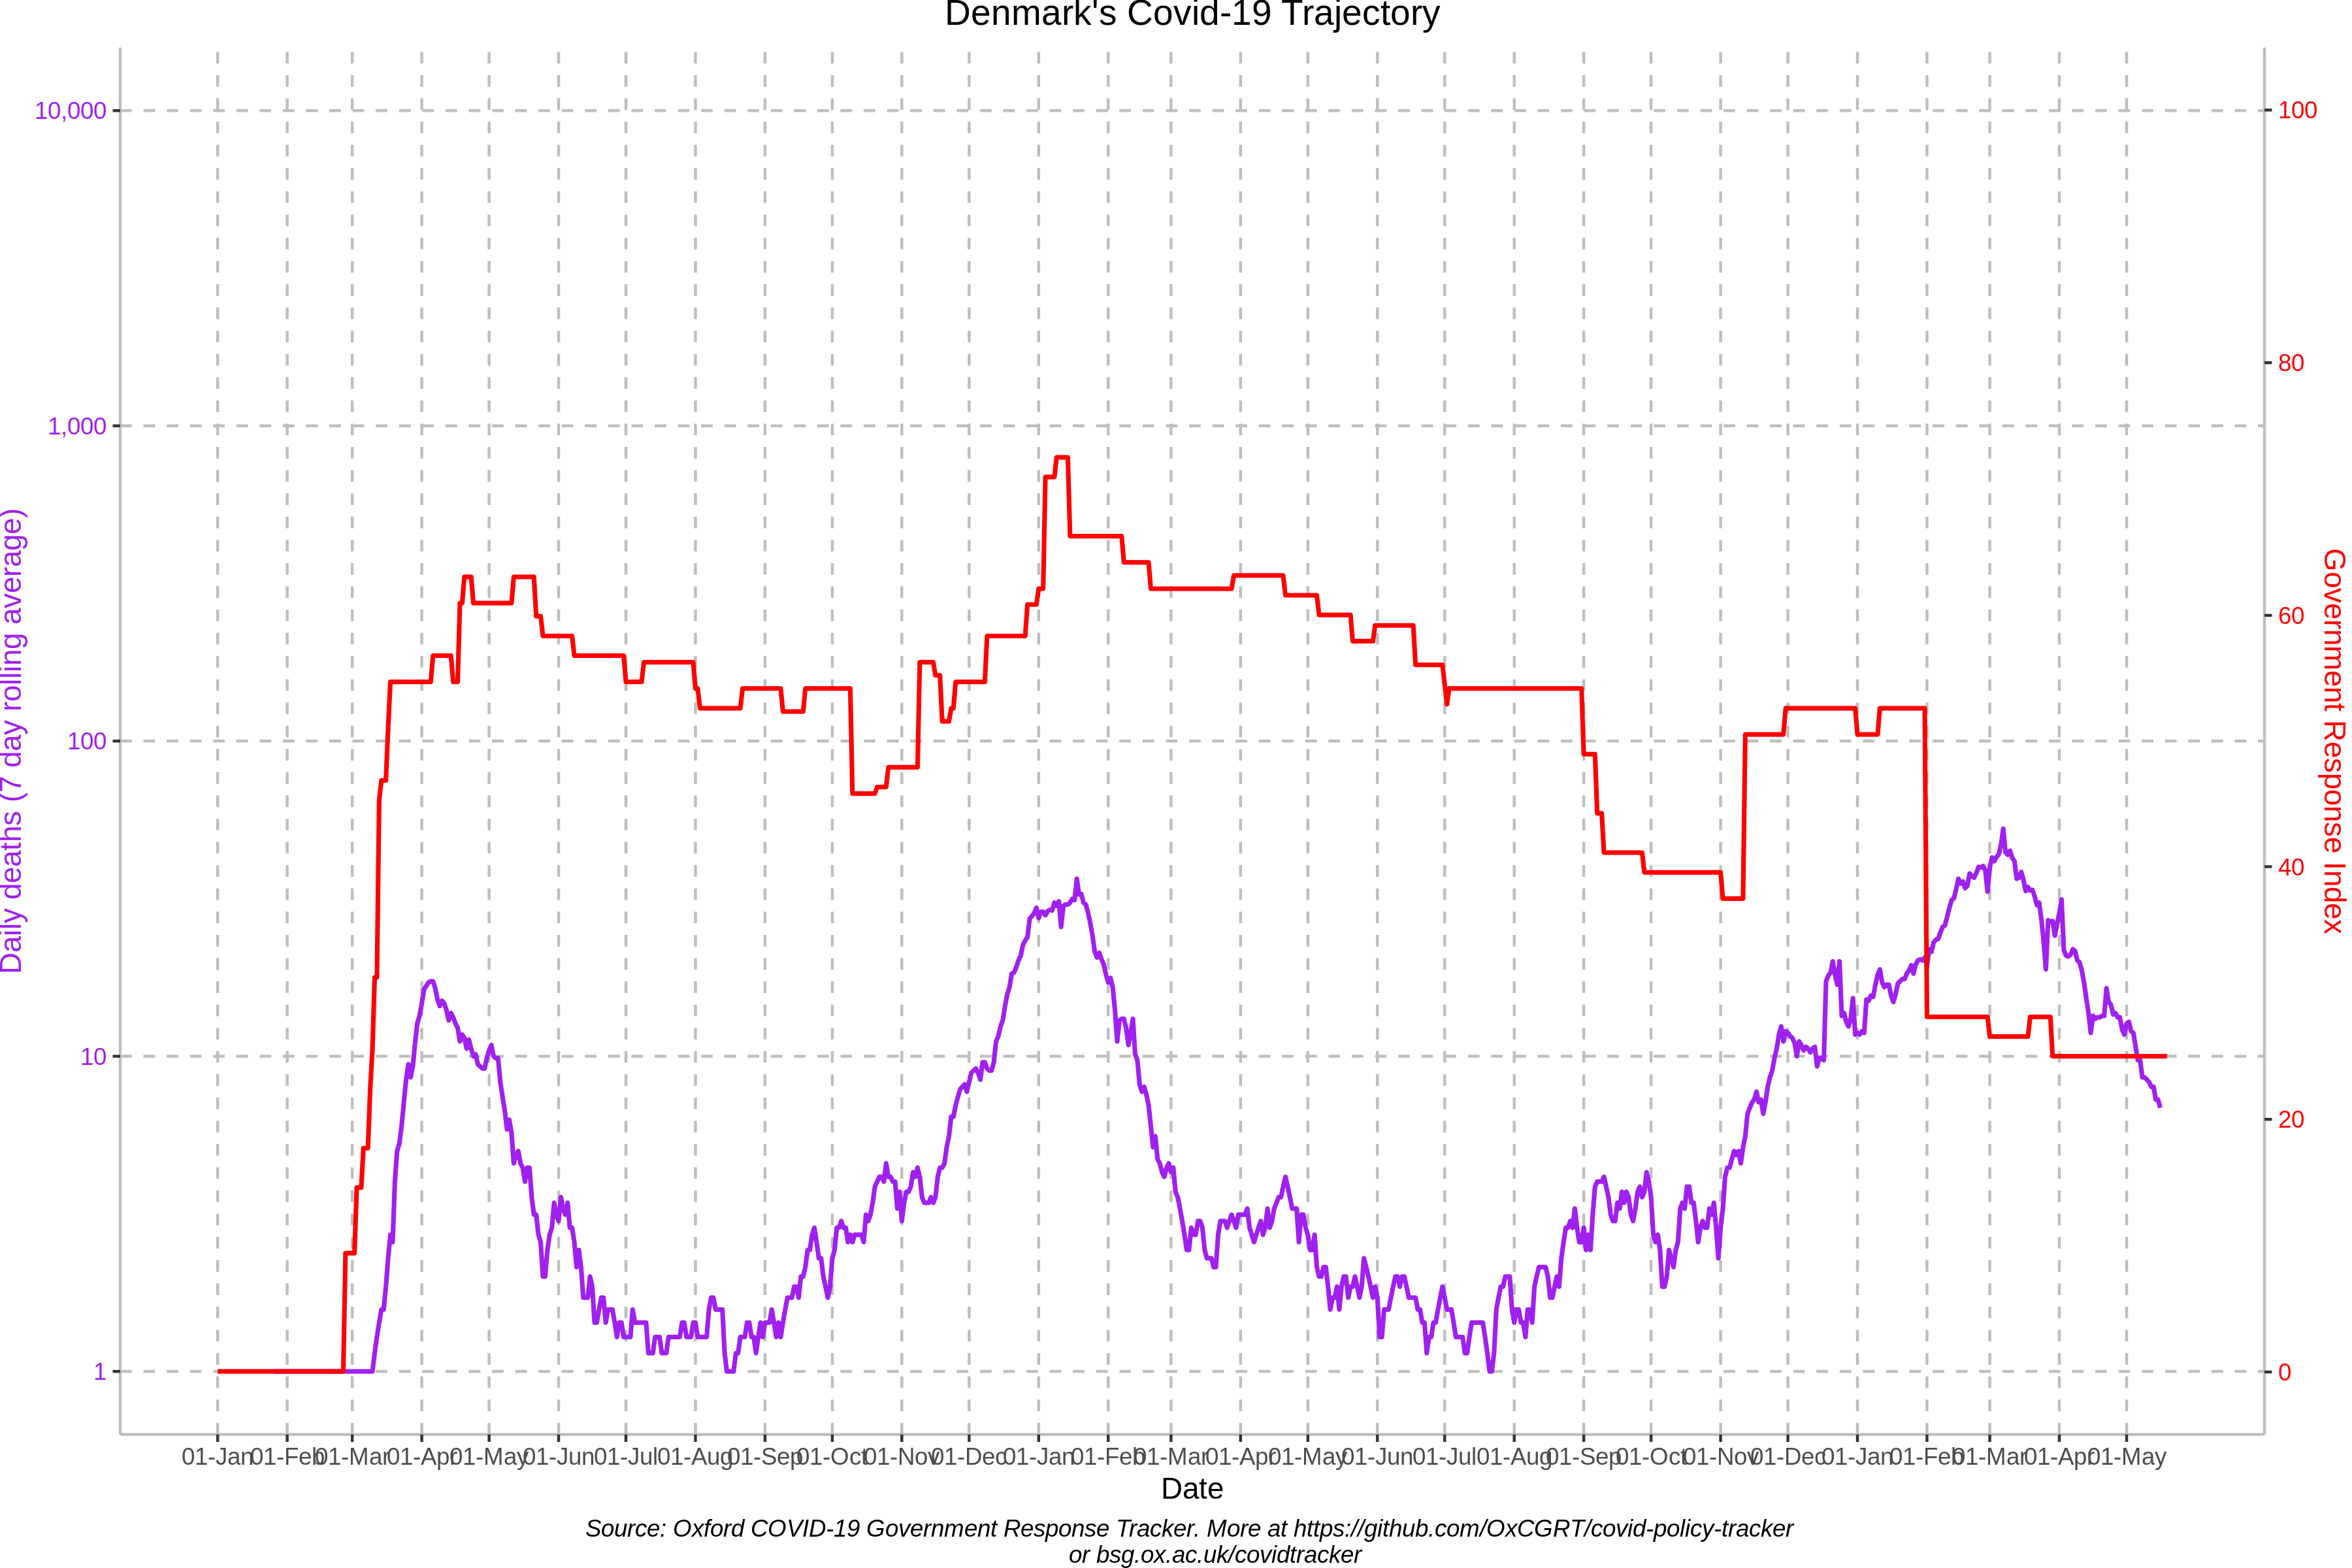 Denmark's Covid-19 Trajectory
10,000
1,000
100
10
1
Daily deaths (7 day rolling average)
100
80
60
40
20
0
Government Response Index
01-Jan 01-Feb 01-Mar 01-Apr 01-May 01-Jun 01-Jul 01-Aug 01-Sep 01-Oct 01-Nov 01-Dec 01-Jan 01-Feb 01-Mar 01-Apr 01-May 01-Jun 01-Jul 01-Aug 01-Sep 01-Oct 01-Nov 01-Dec 01-Jan 01-Feb 01-Mar 01-Apr 01-May
Date
Source: Oxford COVID-19 Government Response Tracker. More at https://github.com/OxCGRT/covid-policy-tracker
or bsg.ox.ac.uk/covidtracker